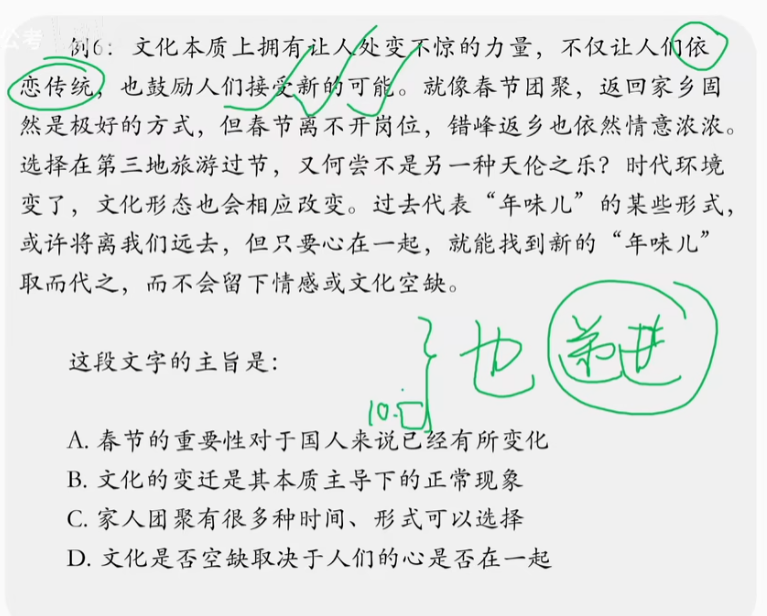 公考
例6：文化本质上拥有让人处变不惊的力量，不仅让人们依
恋传统，也鼓励人们接受新的可能。就像春节团聚，返回家乡固
然是极好的方式，但春节离不开岗位，错峰返乡也依然情意浓浓。
选择在第三地旅游过节，又何尝不是另一种天伦之乐？时代环境
变了，文化形态也会相应改变。过去代表“年味儿”的某些形式，
或许将离我们远去，但只要心在一起，就能找到新的“年味儿”
取而代之，而不会留下情感或文化空缺。
这段文字的主旨是：
也 递进
A. 春节的重要性对于国人来说已经有所变化
B. 文化的变迁是其本质主导下的正常现象
C. 家人团聚有很多种时间、形式可以选择
D. 文化是否空缺取决于人们的心是否在一起